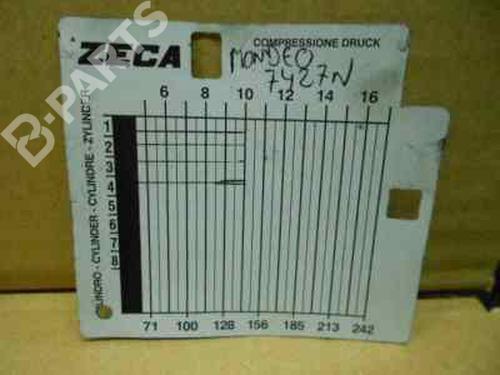 ZECA
COMPRESSIONE DRUCK
MONDEO
7427N
6 8 10 12 14 16
CILINDRO - CYLINDER - CYLINDRE - ZYLINDER
1
2
3
4
5
6
7
8
71 100 128 156 185 213 242
B-PARTS